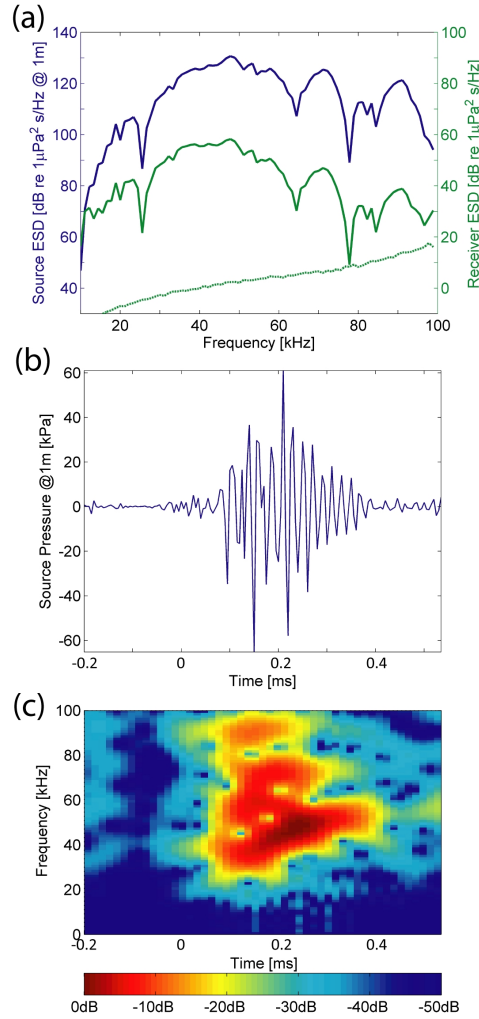 (a)
140
120
100
80
60
40
Source ESD [dB re 1µPa² s/Hz @ 1m]
100
80
60
40
20
0
Receiver ESD [dB re 1µPa² s/Hz]
20 40 60 80 100
Frequency [kHz]
(b)
60
40
20
0
-20
-40
-60
Source Pressure @1m [kPa]
-0.2 0 0.2 0.4
Time [ms]
(c)
100
80
60
40
20
0
Frequency [kHz]
-0.2 0 0.2 0.4
Time [ms]
0dB -10dB -20dB -30dB -40dB -50dB